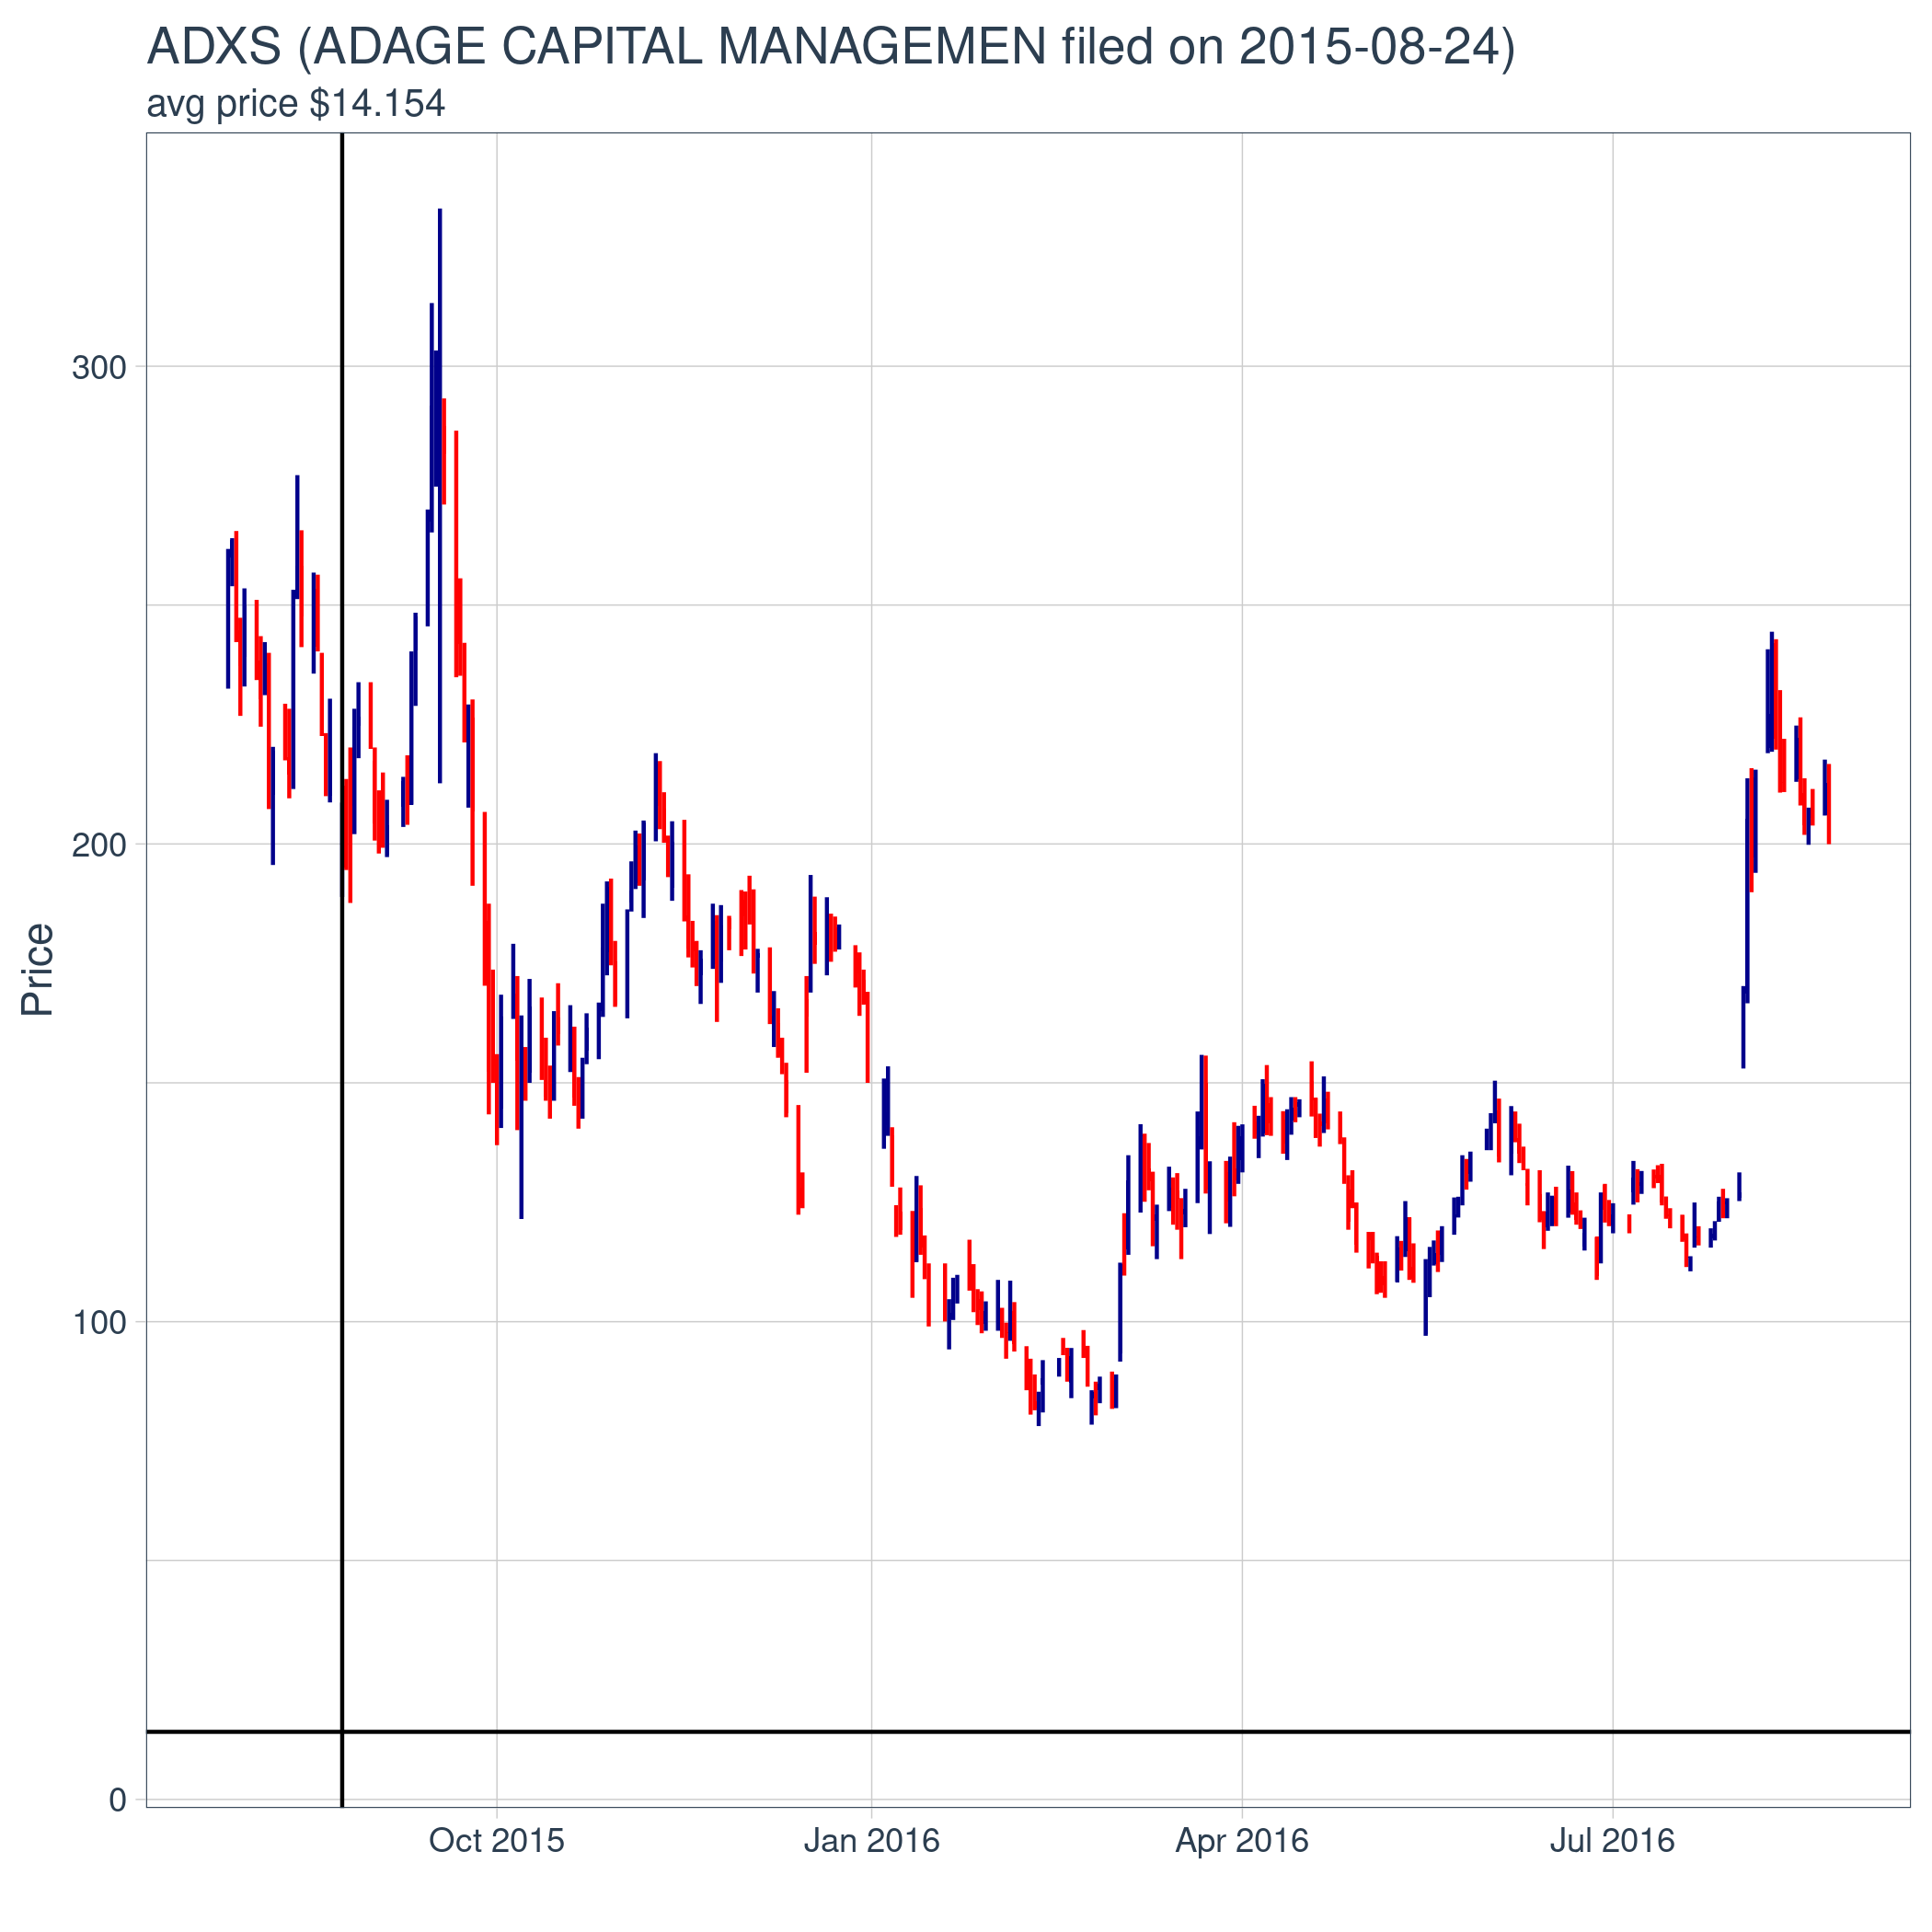 ADXS (ADAGE CAPITAL MANAGEMEN filed on 2015-08-24)
avg price $14.154
300
200
Price
100
0
Oct 2015 Jan 2016 Apr 2016 Jul 2016